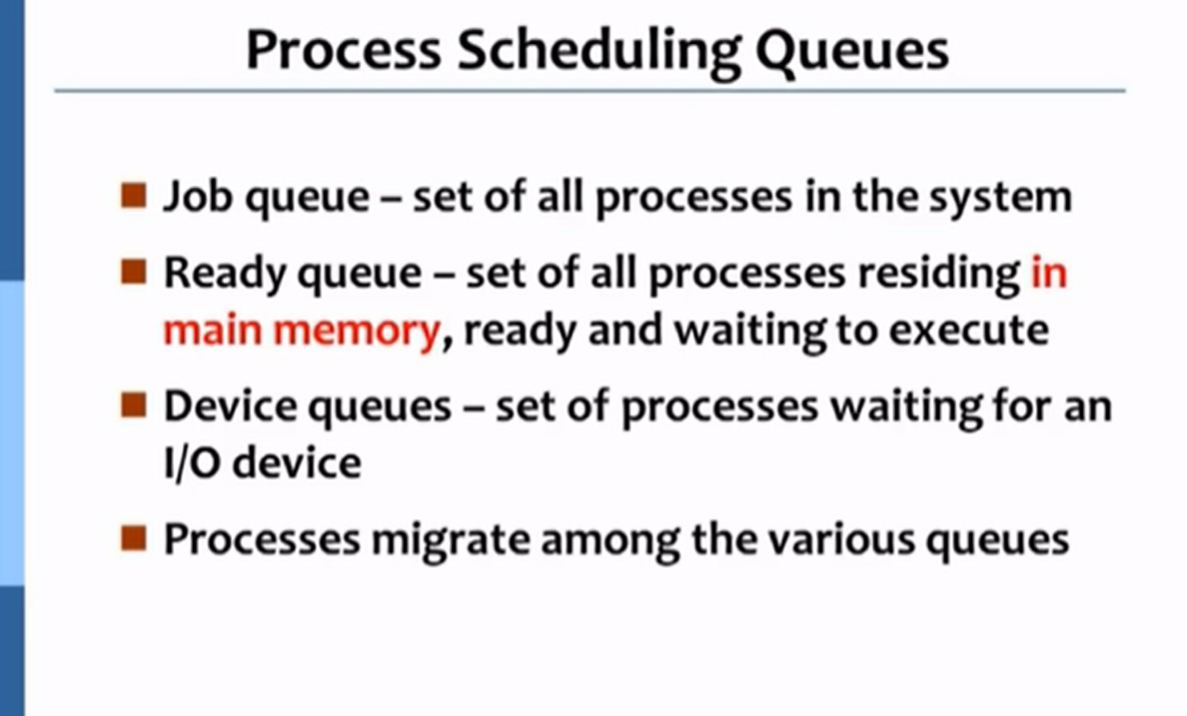 Process Scheduling Queues
Job queue – set of all processes in the system
Ready queue – set of all processes residing in
main memory, ready and waiting to execute
Device queues – set of processes waiting for an
I/O device
Processes migrate among the various queues